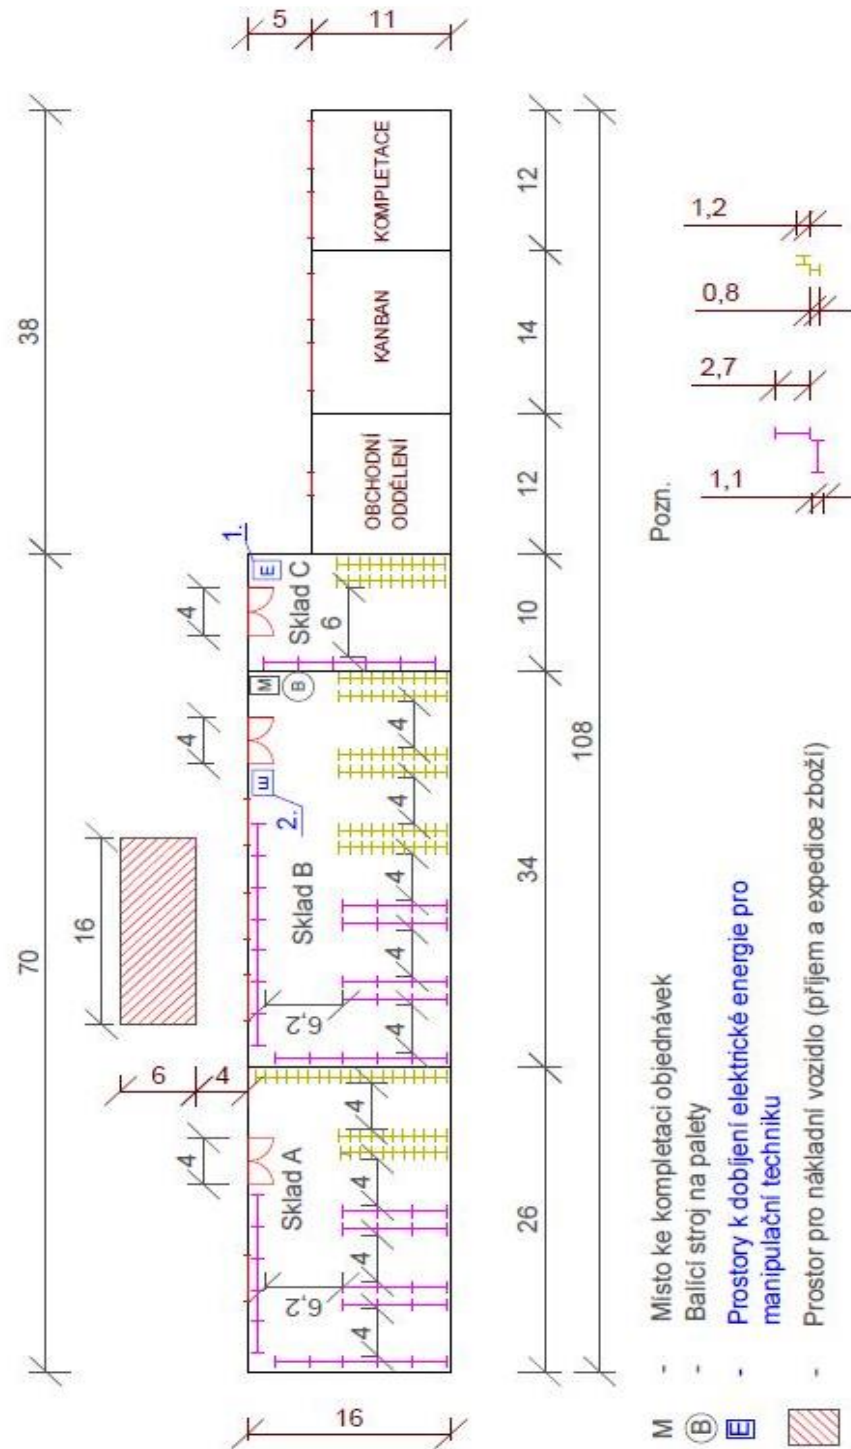 70
38
5
11
16
6
4
4
4
4
1.
2.
E
E
M
B
Sklad A
Sklad B
Sklad C
6,2
6,2
6
4
4
4
4
4
4
4
4
4
OBCHODNÍ
ODDĚLENÍ
KANBAN
KOMPLETACE
16
26
34
10
12
14
12
108
M - Místo ke kompletaci objednávek
B - Balící stroj na palety
E - Prostory k dobíjení elektrické energie pro
manipulační techniku
- Prostor pro nákladní vozidlo (příjem a expedice zboží)
Pozn.
1,1
2,7
0,8
1,2